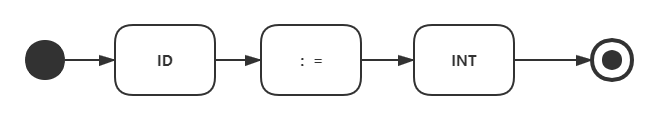 ID
: =
INT